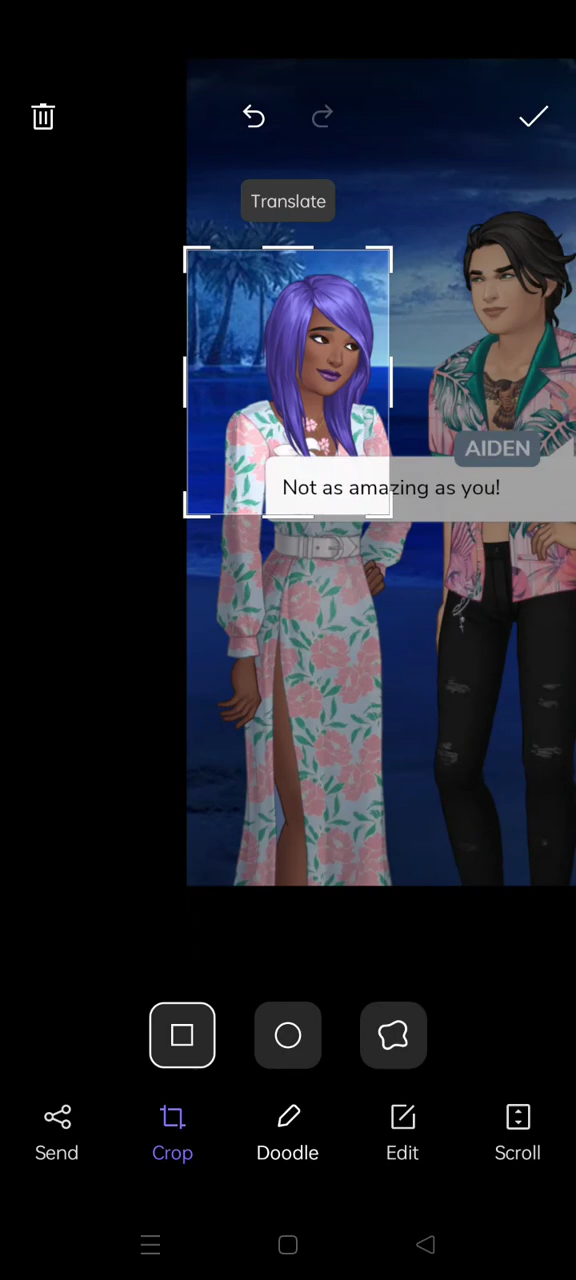 Translate
AIDEN
Not as amazing as you!
Send
Crop
Doodle
Edit
Scroll